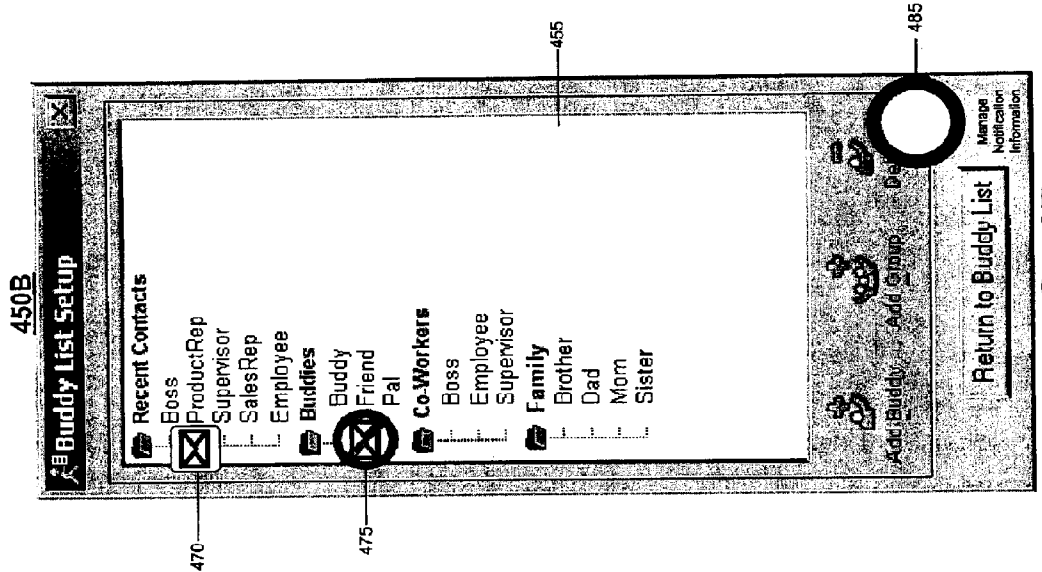 450B
Buddy List Setup
Recent Contacts
Boss
ProductRep
Supervisor
SalesRep
Employee
Buddies
Buddy
Friend
Pal
Co-Workers
Boss
Employee
Supervisor
Family
Brother
Dad
Mom
Sister
Add Buddy
Add Group
De
Return to Buddy List
Manage
Notification
Information
455
470
475
485